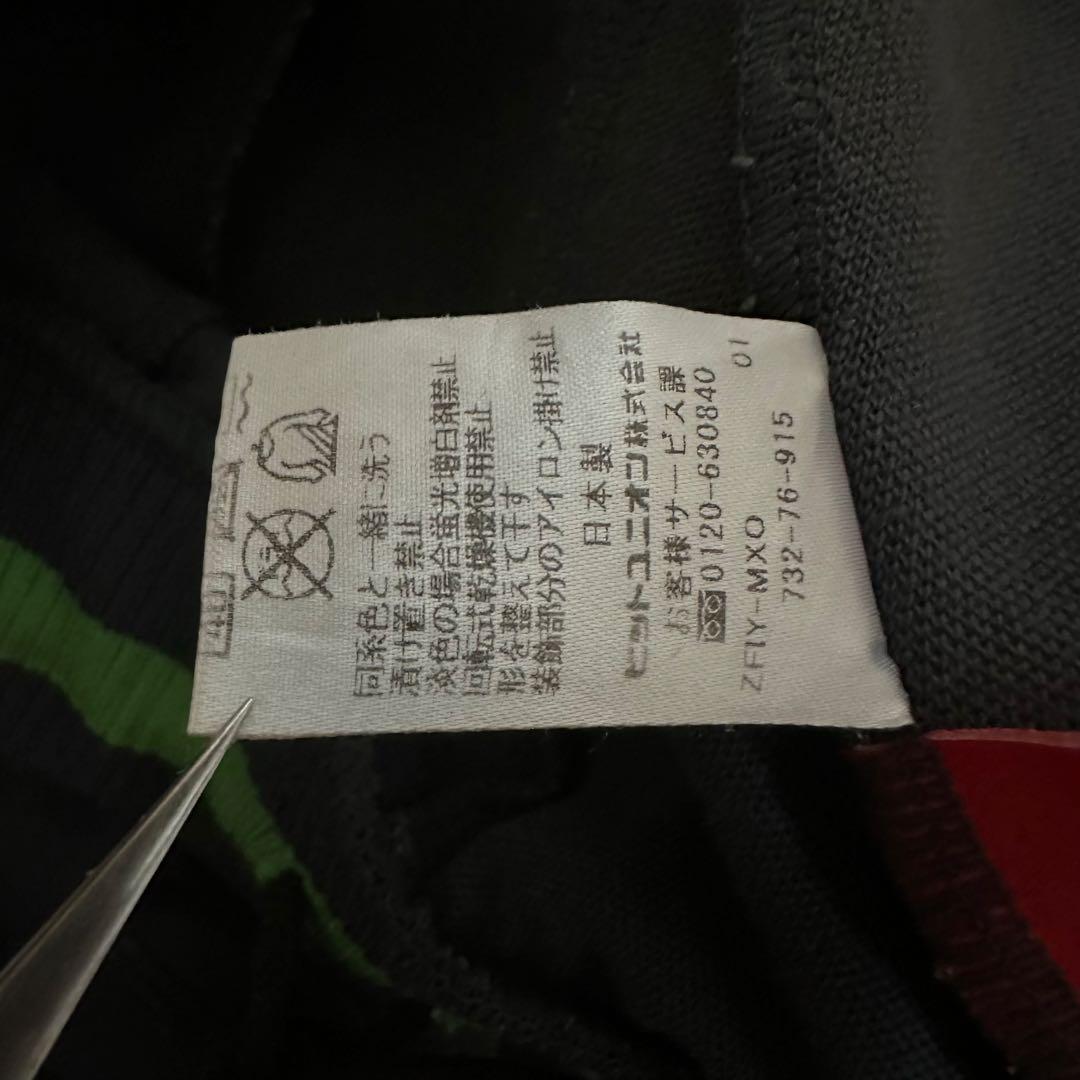 同系色と一緒に洗う
漬け置き禁止
淡色の場合蛍光増白剤禁止
回転式乾燥機使用禁止
形を整えて干す
装飾部分のアイロン掛け禁止
日本製
ヒットユニオン株式会社
お客様サービス課
0120-630840
ZFIY-MXO 01
732-76-915